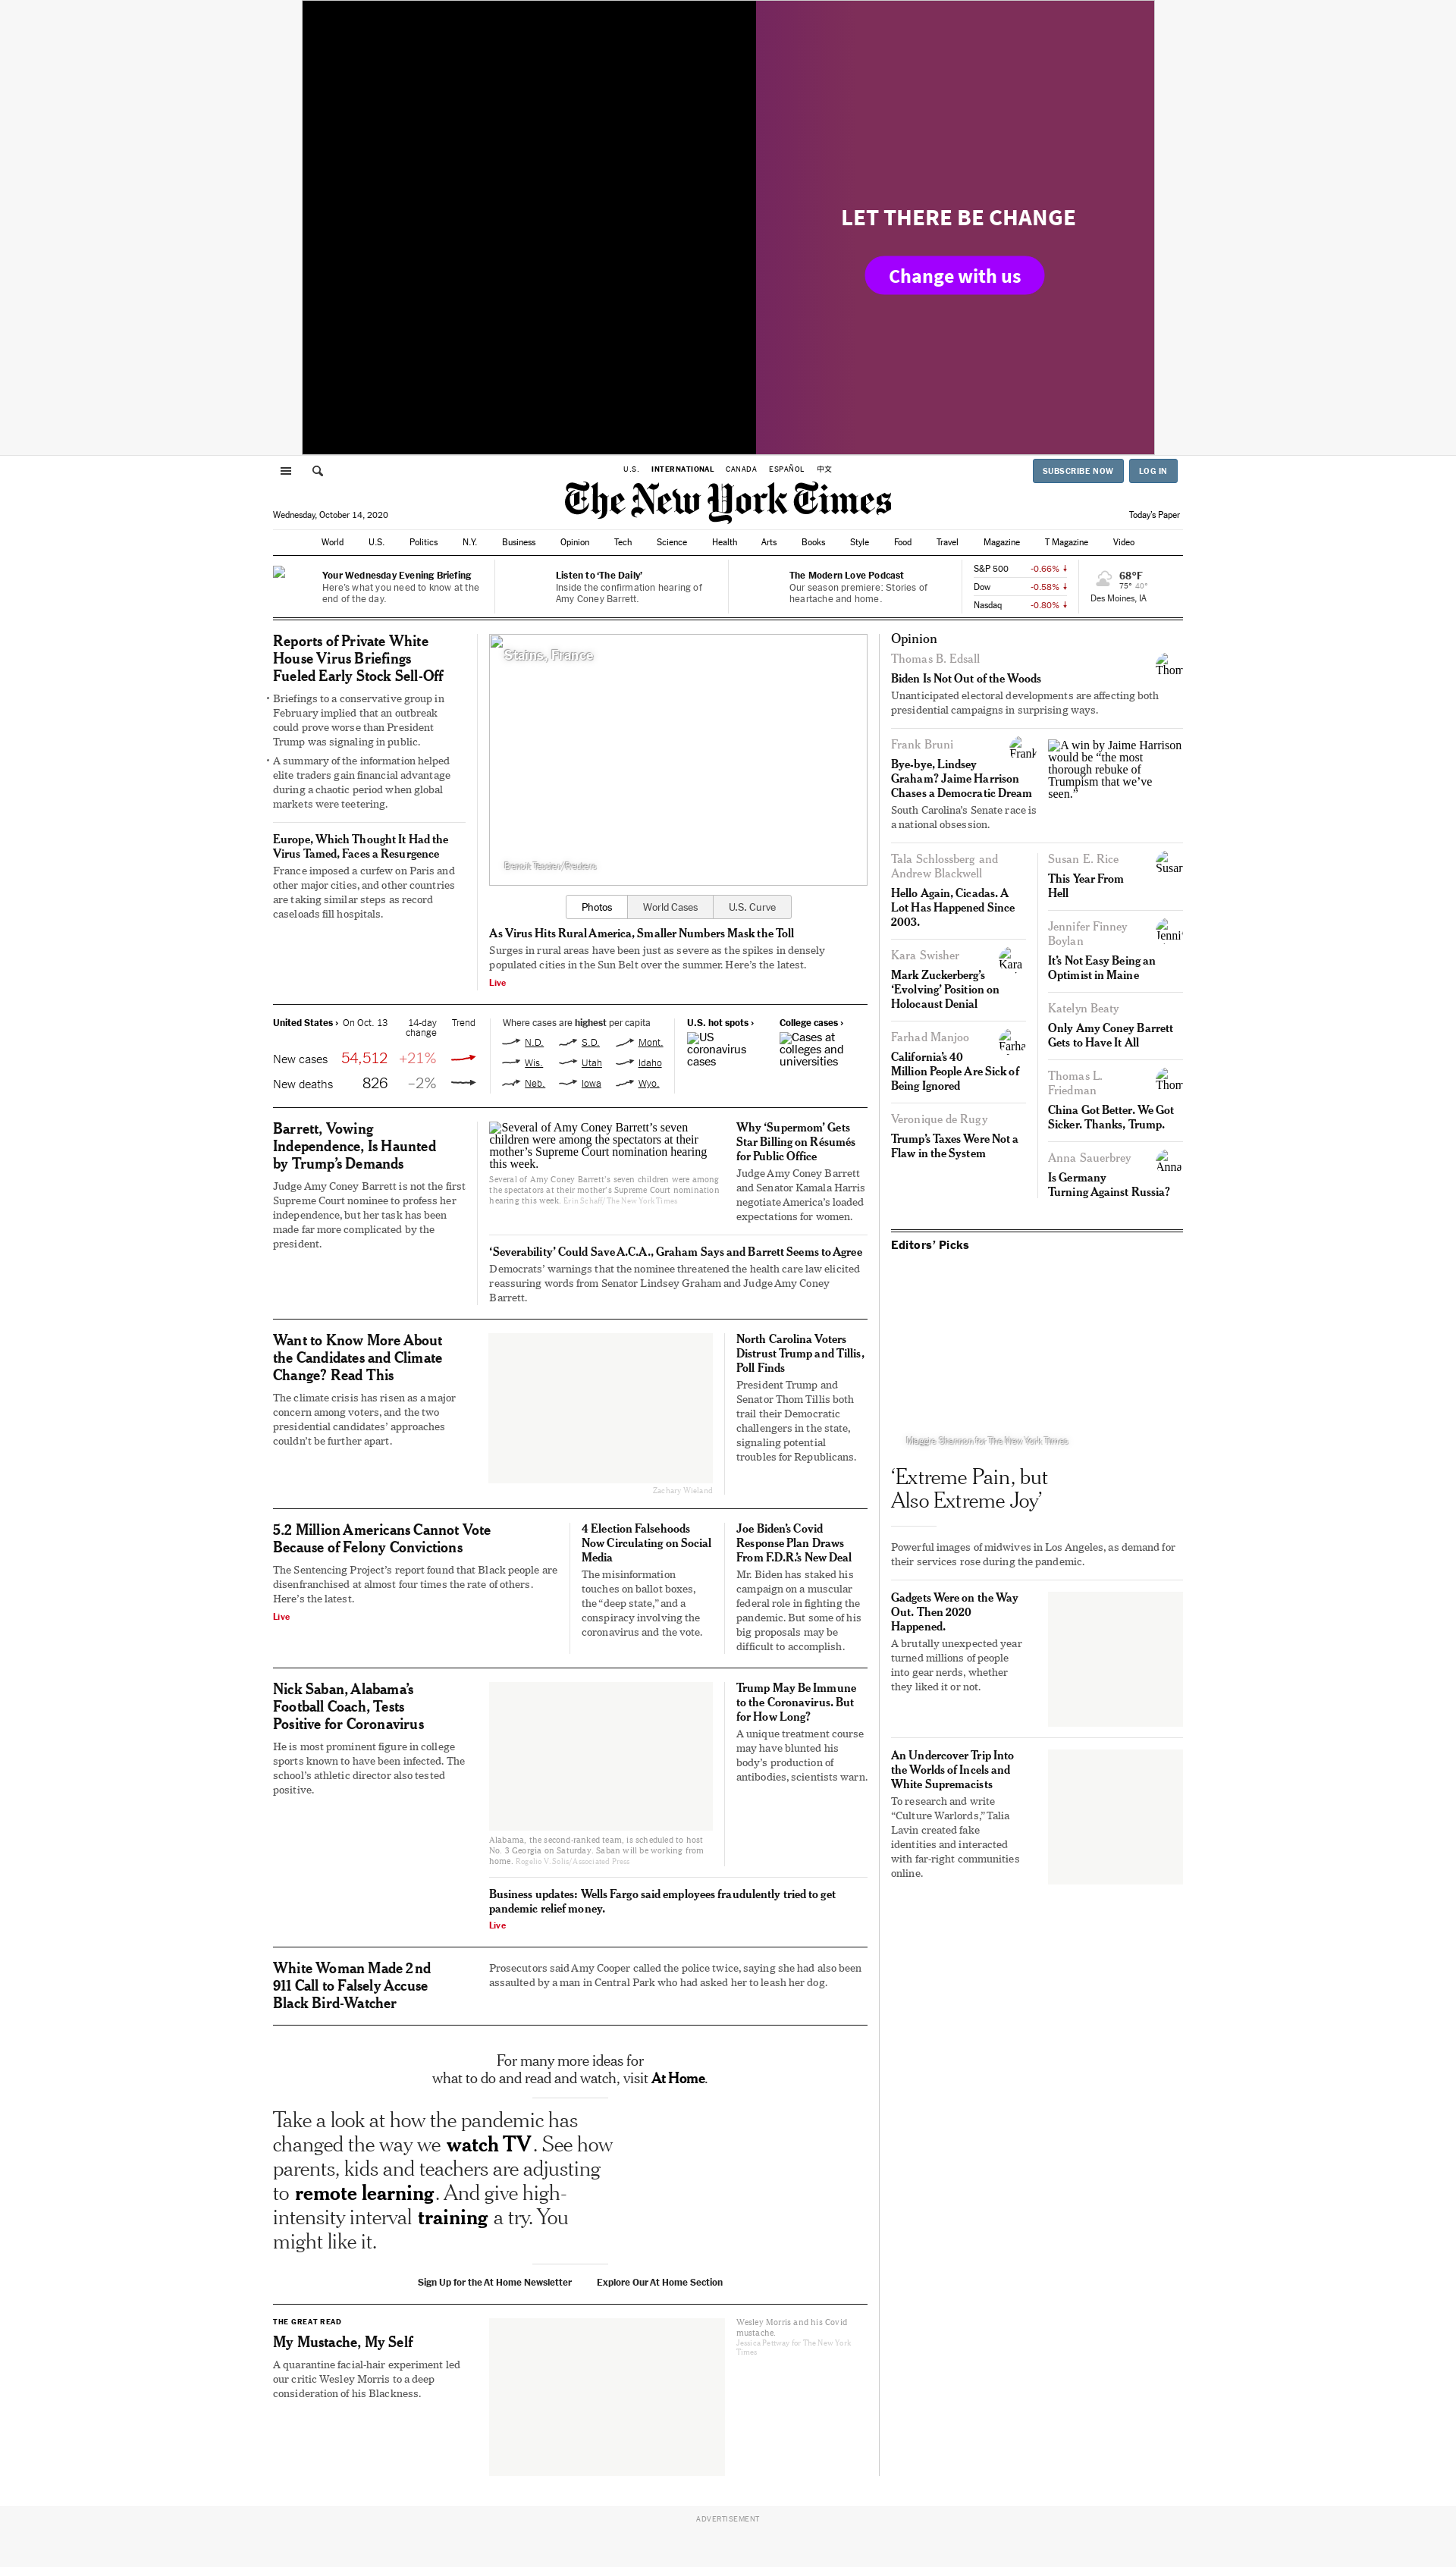 LET THERE BE CHANGE
Change with us
U.S. INTERNATIONAL CANADA ESPAÑOL 中文
SUBSCRIBE NOW LOG IN
The New York Times
Wednesday, October 14, 2020
Today's Paper
World U.S. Politics N.Y. Business Opinion Tech Science Health Arts Books Style Food Travel Magazine T Magazine Video
Your Wednesday Evening Briefing
Here's what you need to know at the
end of the day.
Listen to 'The Daily'
Inside the confirmation hearing of
Amy Coney Barrett.
The Modern Love Podcast
Our season premiere: Stories of
heartache and home.
S&P 500 -0.66%
Dow -0.58%
Nasdaq -0.80%
68°F
75° 40°
Des Moines, IA
Reports of Private White
House Virus Briefings
Fueled Early Stock Sell-Off
Briefings to a conservative group in
February implied that an outbreak
could prove worse than President
Trump was signaling in public.
A summary of the information helped
elite traders gain financial advantage
during a chaotic period when global
markets were teetering.
Europe, Which Thought It Had the
Virus Tamed, Faces a Resurgence
France imposed a curfew on Paris and
other major cities, and other countries
are taking similar steps as record
caseloads fill hospitals.
Stains, France
Benoit Tessier/Reuters
Photos World Cases U.S. Curve
As Virus Hits Rural America, Smaller Numbers Mask the Toll
Surges in rural areas have been just as severe as the spikes in densely
populated cities in the Sun Belt over the summer. Here's the latest.
Live
United States › On Oct. 13 14-day
change Trend
New cases 54,512 +21%
New deaths 826 –2%
Where cases are highest per capita
N.D. S.D. Mont.
Wis. Utah Idaho
Neb. Iowa Wyo.
U.S. hot spots ›
US
coronavirus
cases
College cases ›
Cases at
colleges and
universities
Barrett, Vowing
Independence, Is Haunted
by Trump's Demands
Judge Amy Coney Barrett is not the first
Supreme Court nominee to profess her
independence, but her task has been
made far more complicated by the
president.
Several of Amy Coney Barrett's seven
children were among the spectators at their
mother's Supreme Court nomination hearing
this week.
Several of Amy Coney Barrett's seven children were among
the spectators at their mother's Supreme Court nomination
hearing this week. Erin Schaff/The New York Times
Why 'Supermom' Gets
Star Billing on Résumés
for Public Office
Judge Amy Coney Barrett
and Senator Kamala Harris
negotiate America's loaded
expectations for women.
'Severability' Could Save A.C.A., Graham Says and Barrett Seems to Agree
Democrats' warnings that the nominee threatened the health care law elicited
reassuring words from Senator Lindsey Graham and Judge Amy Coney
Barrett.
Want to Know More About
the Candidates and Climate
Change? Read This
The climate crisis has risen as a major
concern among voters, and the two
presidential candidates' approaches
couldn't be further apart.
Zachary Wieland
North Carolina Voters
Distrust Trump and Tillis,
Poll Finds
President Trump and
Senator Thom Tillis both
trail their Democratic
challengers in the state,
signaling potential
troubles for Republicans.
5.2 Million Americans Cannot Vote
Because of Felony Convictions
The Sentencing Project's report found that Black people are
disenfranchised at almost four times the rate of others.
Here's the latest.
Live
4 Election Falsehoods
Now Circulating on Social
Media
The misinformation
touches on ballot boxes,
the "deep state," and a
conspiracy involving the
coronavirus and the vote.
Joe Biden's Covid
Response Plan Draws
From F.D.R.'s New Deal
Mr. Biden has staked his
campaign on a muscular
federal role in fighting the
pandemic. But some of his
big proposals may be
difficult to accomplish.
Nick Saban, Alabama's
Football Coach, Tests
Positive for Coronavirus
He is most prominent figure in college
sports known to have been infected. The
school's athletic director also tested
positive.
Alabama, the second-ranked team, is scheduled to host
No. 3 Georgia on Saturday. Saban will be working from
home. Rogelio V. Solis/Associated Press
Trump May Be Immune
to the Coronavirus. But
for How Long?
A unique treatment course
may have blunted his
body's production of
antibodies, scientists warn.
Business updates: Wells Fargo said employees fraudulently tried to get
pandemic relief money.
Live
White Woman Made 2nd
911 Call to Falsely Accuse
Black Bird-Watcher
Prosecutors said Amy Cooper called the police twice, saying she had also been
assaulted by a man in Central Park who had asked her to leash her dog.
For many more ideas for
what to do and read and watch, visit At Home.
Take a look at how the pandemic has
changed the way we watch TV. See how
parents, kids and teachers are adjusting
to remote learning. And give high-
intensity interval training a try. You
might like it.
Sign Up for the At Home Newsletter Explore Our At Home Section
THE GREAT READ
My Mustache, My Self
A quarantine facial-hair experiment led
our critic Wesley Morris to a deep
consideration of his Blackness.
Wesley Morris and his Covid
mustache.
Jessica Pettway for The New York
Times
Opinion
Thomas B. Edsall
Thom
Biden Is Not Out of the Woods
Unanticipated electoral developments are affecting both
presidential campaigns in surprising ways.
Frank Bruni
Frank
Bye-bye, Lindsey
Graham? Jaime Harrison
Chases a Democratic Dream
South Carolina's Senate race is
a national obsession.
A win by Jaime Harrison
would be "the most
thorough rebuke of
Trumpism that we've
seen."
Tala Schlossberg and
Andrew Blackwell
Hello Again, Cicadas. A
Lot Has Happened Since
2003.
Kara Swisher
Kara
Mark Zuckerberg's
'Evolving' Position on
Holocaust Denial
Farhad Manjoo
Farha
California's 40
Million People Are Sick of
Being Ignored
Veronique de Rugy
Trump's Taxes Were Not a
Flaw in the System
Susan E. Rice
Susan
This Year From
Hell
Jennifer Finney
Boylan
Jennif
It's Not Easy Being an
Optimist in Maine
Katelyn Beaty
Only Amy Coney Barrett
Gets to Have It All
Thomas L.
Friedman
Thom
China Got Better. We Got
Sicker. Thanks, Trump.
Anna Sauerbrey
Anna
Is Germany
Turning Against Russia?
Editors' Picks
Maggie Shannon for The New York Times
'Extreme Pain, but
Also Extreme Joy'
Powerful images of midwives in Los Angeles, as demand for
their services rose during the pandemic.
Gadgets Were on the Way
Out. Then 2020
Happened.
A brutally unexpected year
turned millions of people
into gear nerds, whether
they liked it or not.
An Undercover Trip Into
the Worlds of Incels and
White Supremacists
To research and write
"Culture Warlords," Talia
Lavin created fake
identities and interacted
with far-right communities
online.
ADVERTISEMENT